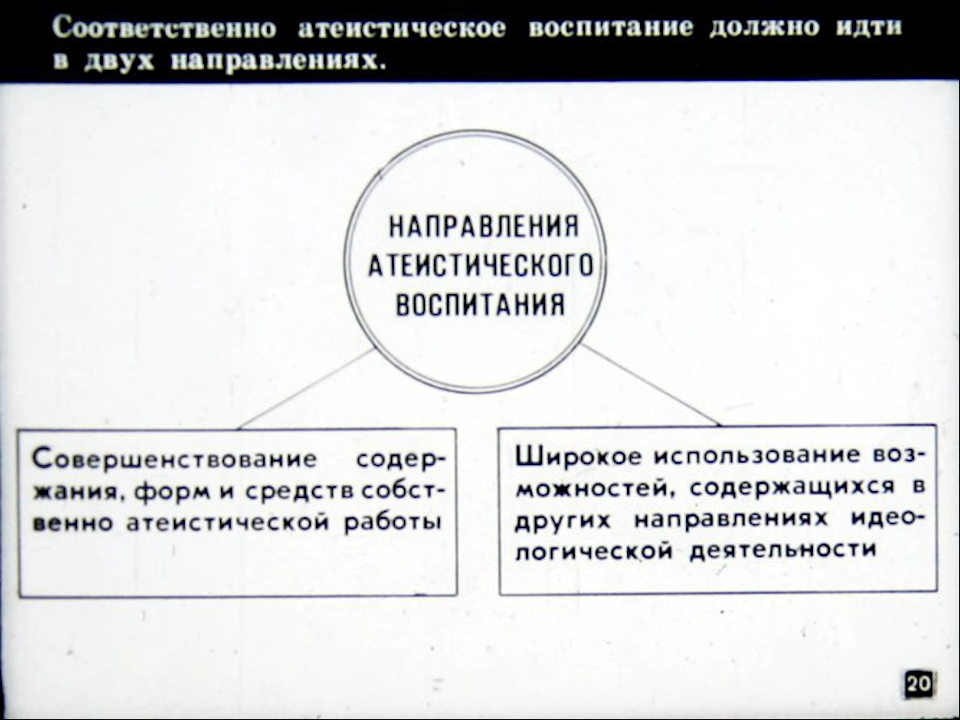 Соответственно атеистическое воспитание должно идти
в двух направлениях.
НАПРАВЛЕНИЯ
АТЕИСТИЧЕСКОГО
ВОСПИТАНИЯ
Совершенствование содер-
жания, форм и средств собст-
венно атеистической работы
Широкое использование воз-
можностей, содержащихся в
других направлениях идео-
логической деятельности
20